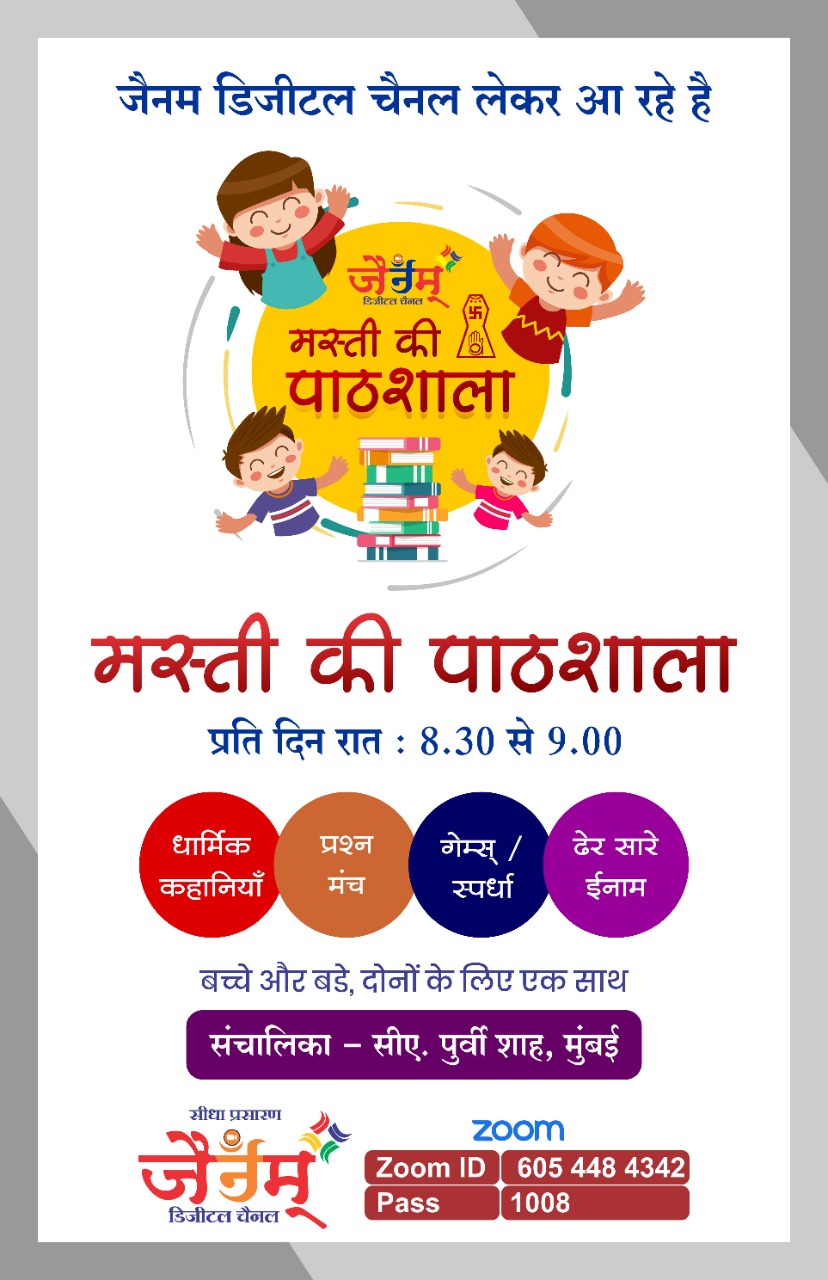 जैनम डिजीटल चैनल लेकर आ रहे है
जैनम्
डिजीटल चैनल
मस्ती की
पाठशाला
मस्ती की पाठशाला
प्रति दिन रात : 8.30 से 9.00
धार्मिक
कहानियाँ
प्रश्न
मंच
गेम्स् /
स्पर्धा
ढेर सारे
ईनाम
बच्चे और बडे, दोनों के लिए एक साथ
संचालिका – सीए. पुर्वी शाह, मुंबई
सीधा प्रसारण
जैनम्
डिजीटल चैनल
zoom
Zoom ID 605 448 4342
Pass 1008